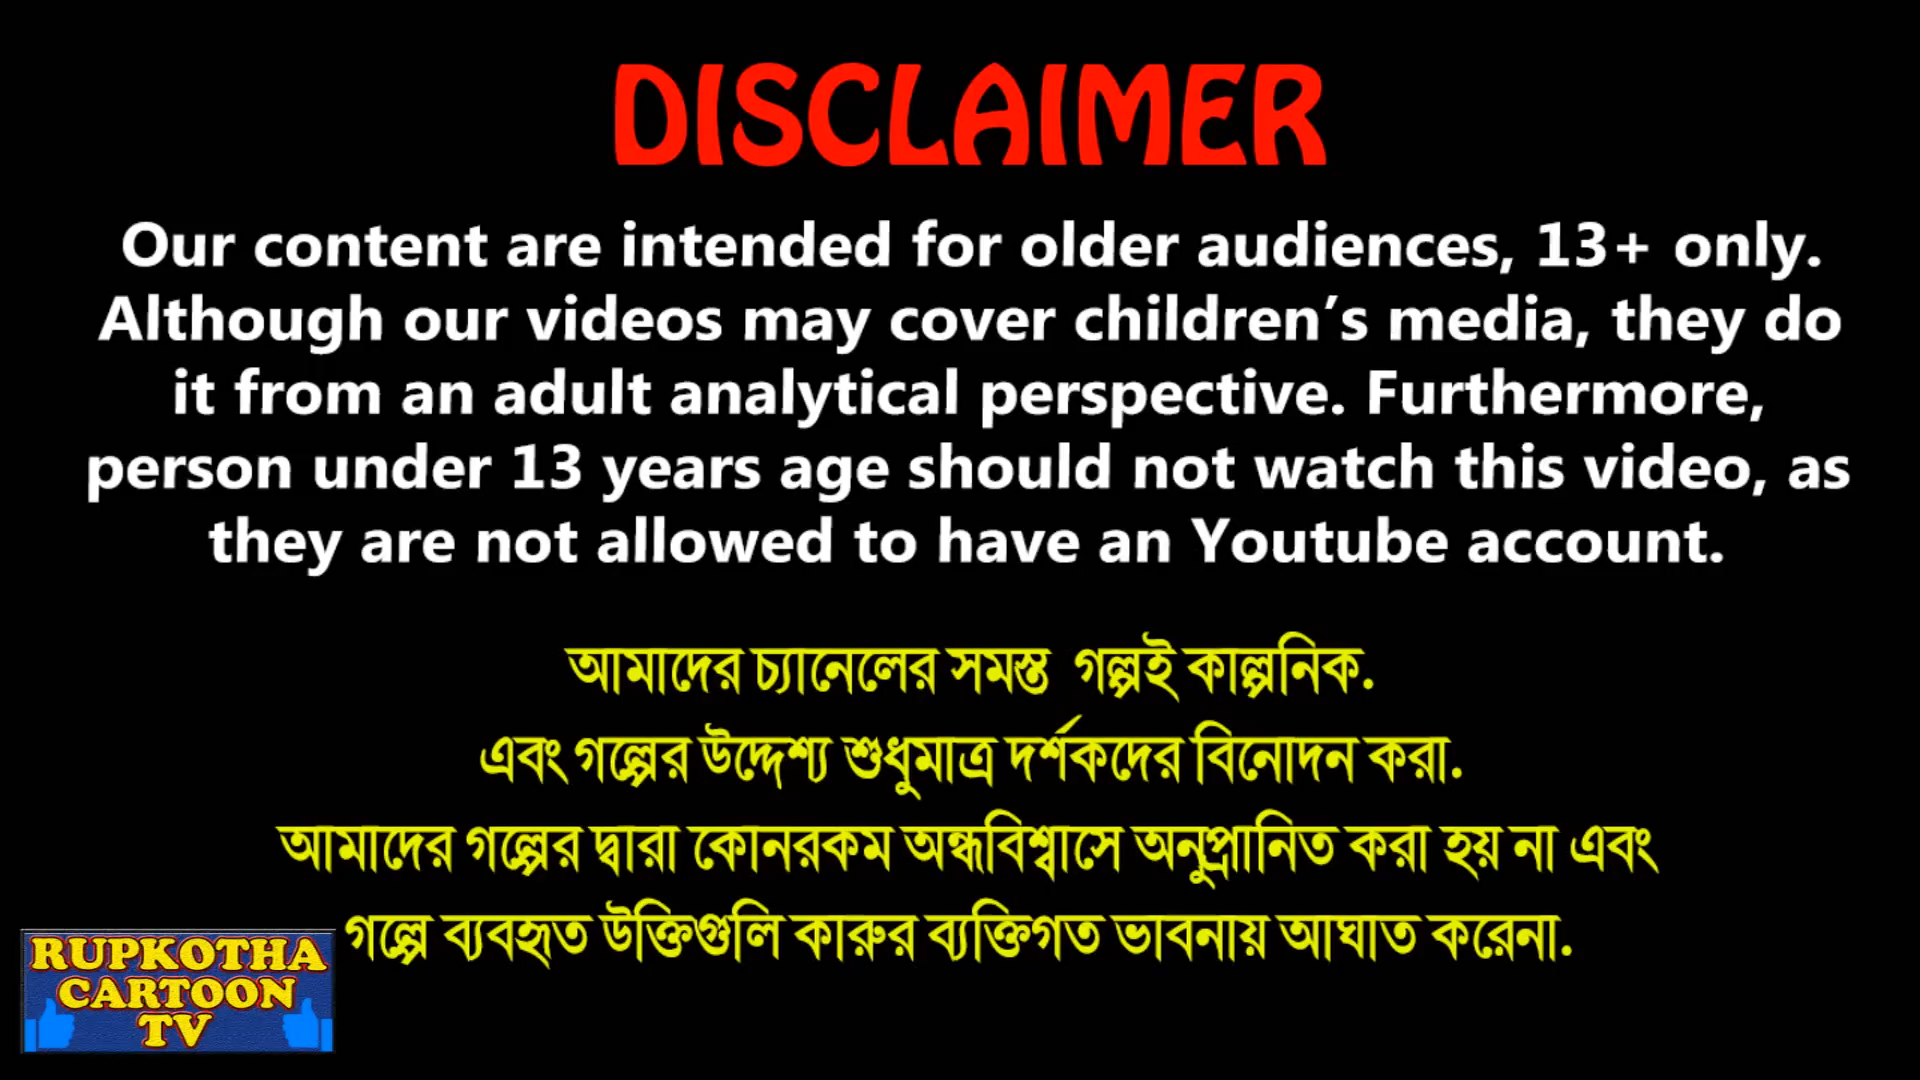 DISCLAIMER
Our content are intended for older audiences, 13+ only.
Although our videos may cover children’s media, they do
it from an adult analytical perspective. Furthermore,
person under 13 years age should not watch this video, as
they are not allowed to have an Youtube account.
আমাদের চ্যানেলের সমস্ত গল্পই কাল্পনিক.
এবং গল্পের উদ্দেশ্য শুধুমাত্র দর্শকদের বিনোদন করা.
আমাদের গল্পের দ্বারা কোনরকম অন্ধবিশ্বাসে অনুপ্রানিত করা হয় না এবং
গল্পে ব্যবহৃত উক্তিগুলি কারুর ব্যক্তিগত ভাবনায় আঘাত করেনা.
RUPKOTHA
CARTOON
TV